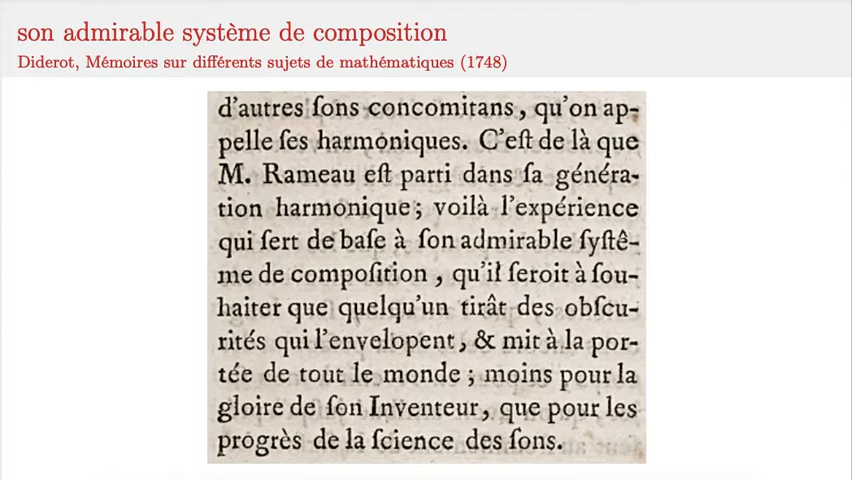 son admirable système de composition
Diderot, Mémoires sur différents sujets de mathématiques (1748)
d'autres ſons concomitans, qu'on ap-
pelle ſes harmoniques. C'eſt de là que
M. Rameau eſt parti dans ſa généra-
tion harmonique; voilà l'expérience
qui ſert de baſe à ſon admirable ſyſtê-
me de compoſition, qu'il ſeroit à ſou-
haiter que quelqu'un tirât des obſcu-
rités qui l'envelopent, & mit à la por-
tée de tout le monde; moins pour la
gloire de ſon Inventeur, que pour les
progrès de la ſcience des ſons.